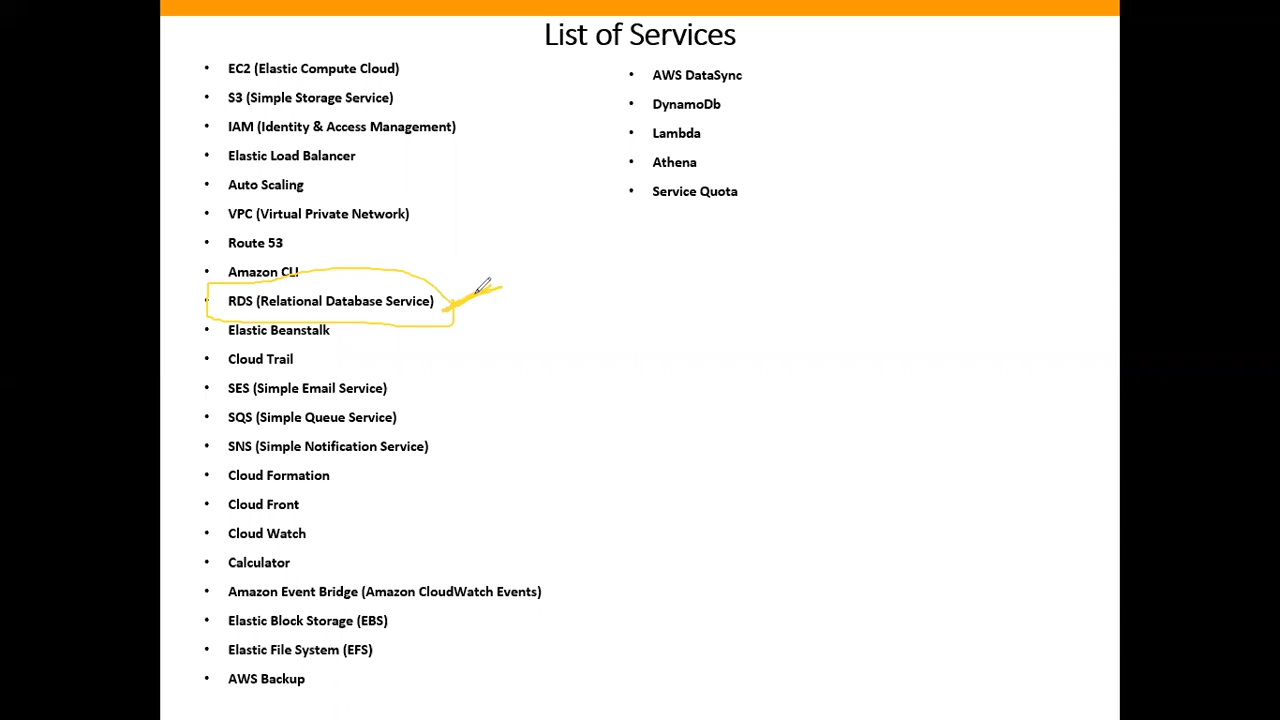 List of Services
• EC2 (Elastic Compute Cloud)
• S3 (Simple Storage Service)
• IAM (Identity & Access Management)
• Elastic Load Balancer
• Auto Scaling
• VPC (Virtual Private Network)
• Route 53
• Amazon CLI
• RDS (Relational Database Service)
• Elastic Beanstalk
• Cloud Trail
• SES (Simple Email Service)
• SQS (Simple Queue Service)
• SNS (Simple Notification Service)
• Cloud Formation
• Cloud Front
• Cloud Watch
• Calculator
• Amazon Event Bridge (Amazon CloudWatch Events)
• Elastic Block Storage (EBS)
• Elastic File System (EFS)
• AWS Backup
• AWS DataSync
• DynamoDb
• Lambda
• Athena
• Service Quota